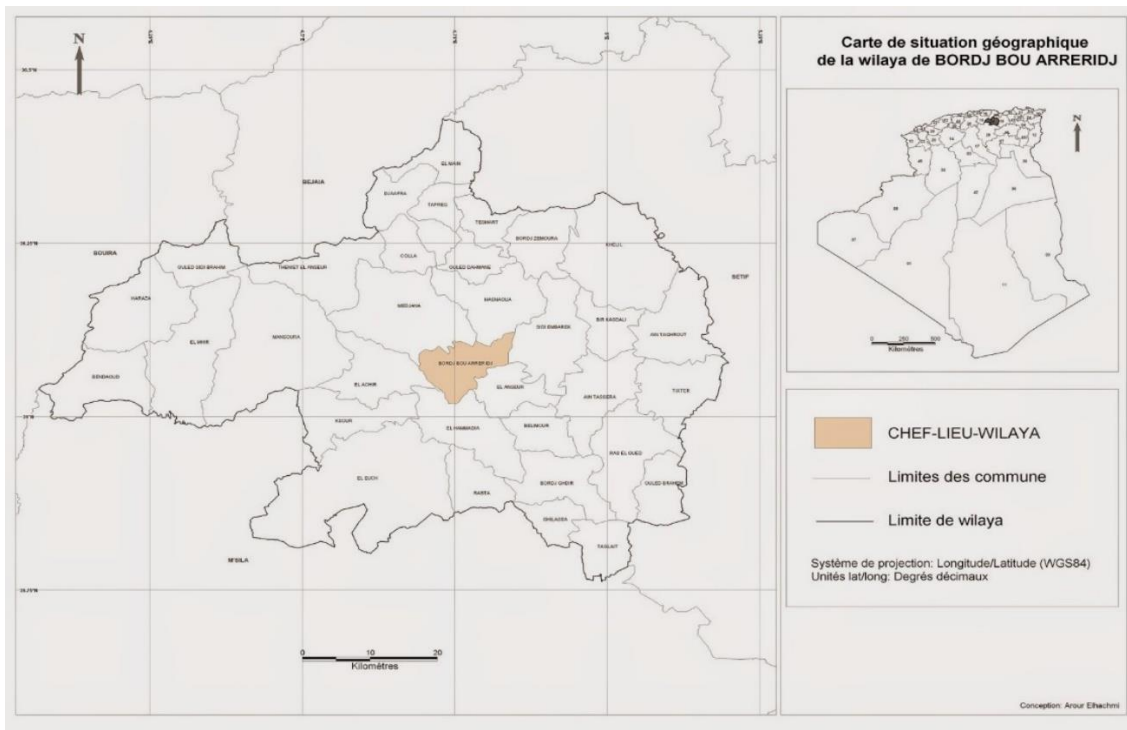 N
BEJAIA
BOUIRA
SETIF
M'SILA
EL MAIN
TAFREG
TESMART
BORDJ ZEMOURA
KHELIL
COLLA
OULED DAHMANE
OULED SIDI BRAHIM
THENIET EL ANSEUR
HARAZA
MEDJANA
HASNAOUA
SIDI EMBAREK
BIR KASDALI
AIN TAGHROUT
EL MHIR
MANSOURA
BORDJ BOU ARRERIDJ
BENDAOUD
EL ACHIR
EL ANSEUR
AIN TASSERA
TIXTER
KSOUR
EL HAMMADIA
BELIMOUR
RAS EL OUED
EL EUCH
RABTA
BORDJ GHDIR
OULED BRAHEM
GHILASSA
TAGLAIT
0 10 20
Kilomètres
Carte de situation géographique
de la wilaya de BORDJ BOU ARRERIDJ
N
0 250 500
Kilomètres
CHEF-LIEU-WILAYA
Limites des commune
Limite de wilaya
Système de projection: Longitude/Latitude (WGS84)
Unités lat/long: Degrés décimaux
Conception: Arour Elhachmi